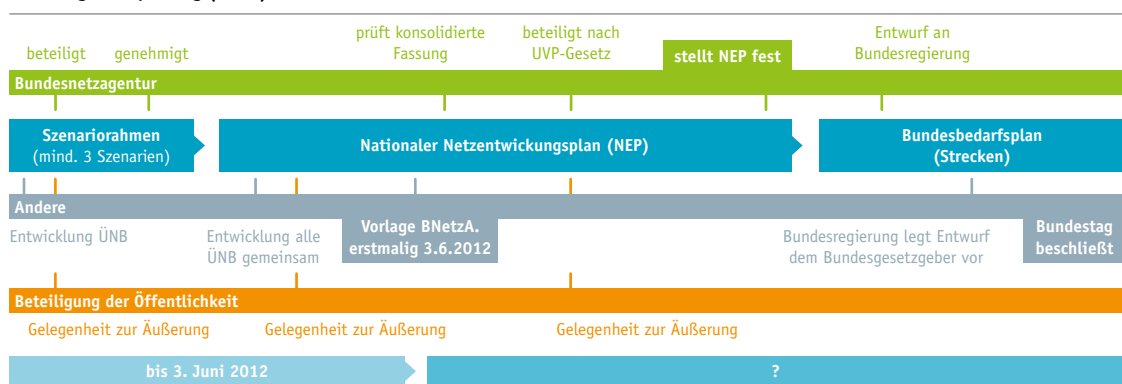 prüft konsolidierte
Fassung
beteiligt nach
UVP-Gesetz
Entwurf an
Bundesregierung
beteiligt
genehmigt
stellt NEP fest
Bundesnetzagentur
Szenariorahmen
(mind. 3 Szenarien)
Nationaler Netzentwickungsplan (NEP)
Bundesbedarfsplan
(Strecken)
Andere
Entwicklung ÜNB
Entwicklung alle
ÜNB gemeinsam
Vorlage BNetzA.
erstmalig 3.6.2012
Bundesregierung legt Entwurf
dem Bundesgesetzgeber vor
Bundestag
beschließt
Beteiligung der Öffentlichkeit
Gelegenheit zur Äußerung
Gelegenheit zur Äußerung
Gelegenheit zur Äußerung
bis 3. Juni 2012
?